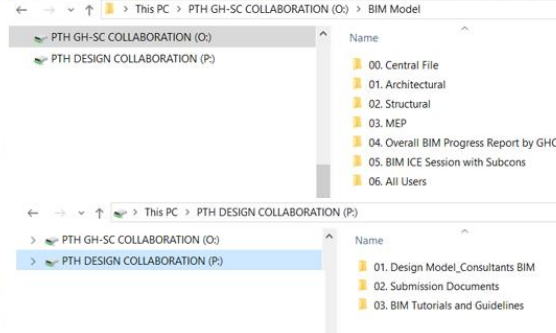 This PC > PTH GH-SC COLLABORATION (O:) > BIM Model
PTH GH-SC COLLABORATION (O:)
PTH DESIGN COLLABORATION (P:)
Name
00. Central File
01. Architectural
02. Structural
03. MEP
04. Overall BIM Progress Report by GHC
05. BIM ICE Session with Subcons
06. All Users
This PC > PTH DESIGN COLLABORATION (P:)
PTH GH-SC COLLABORATION (O:)
PTH DESIGN COLLABORATION (P:)
Name
01. Design Model_Consultants BIM
02. Submission Documents
03. BIM Tutorials and Guidelines